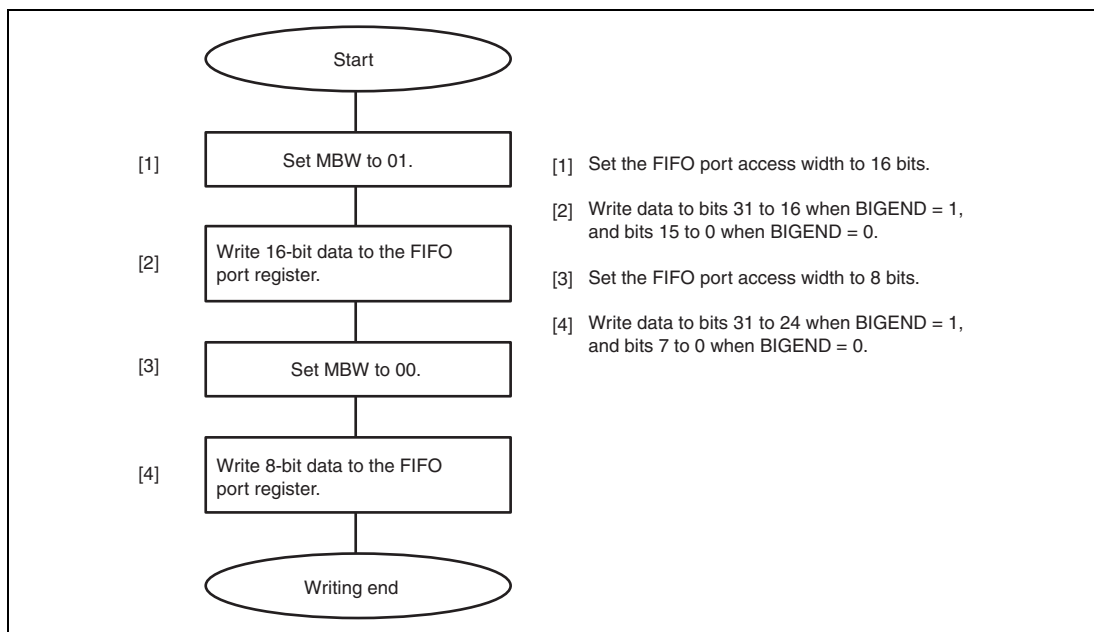 Start
[1]
Set MBW to 01.
[2]
Write 16-bit data to the FIFO
port register.
[3]
Set MBW to 00.
[4]
Write 8-bit data to the FIFO
port register.
Writing end
[1] Set the FIFO port access width to 16 bits.
[2] Write data to bits 31 to 16 when BIGEND = 1,
and bits 15 to 0 when BIGEND = 0.
[3] Set the FIFO port access width to 8 bits.
[4] Write data to bits 31 to 24 when BIGEND = 1,
and bits 7 to 0 when BIGEND = 0.